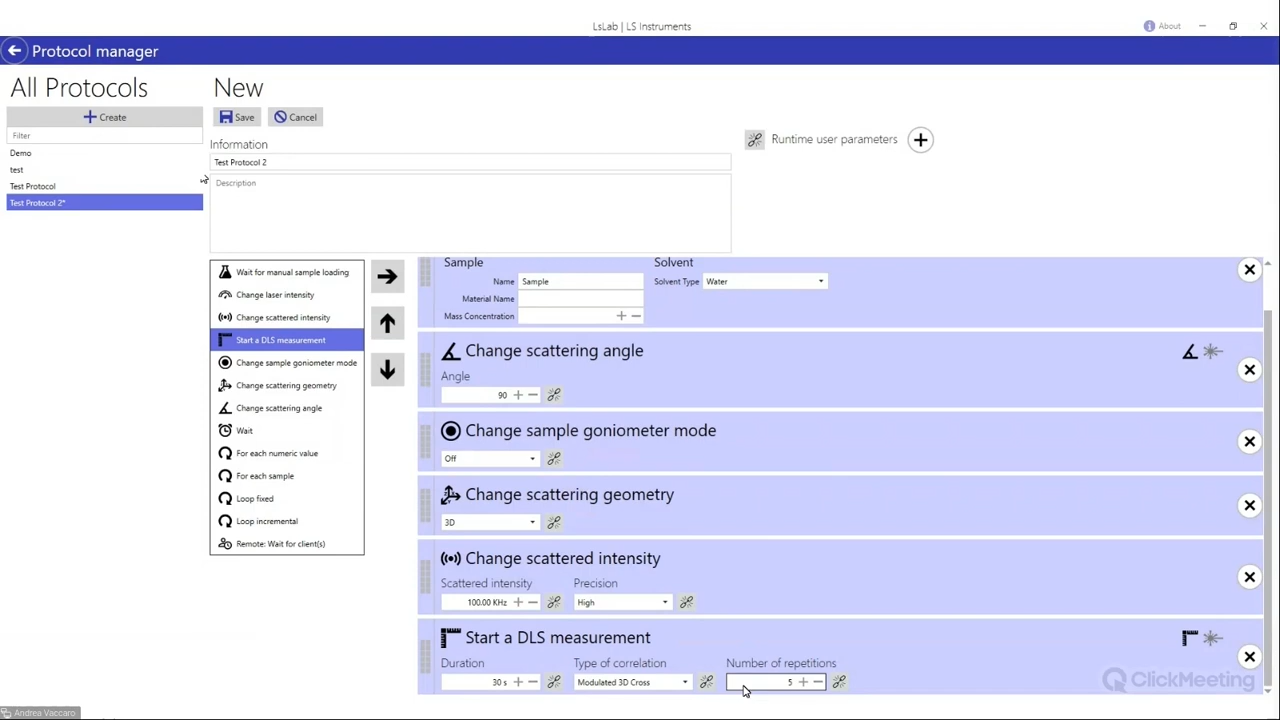 LsLab | LS Instruments
About
Protocol manager
All Protocols
Create
Filter
Demo
test
Test Protocol
Test Protocol 2*
New
Save
Cancel
Information
Test Protocol 2
Description
Runtime user parameters
Wait for manual sample loading
Change laser intensity
Change scattered intensity
Start a DLS measurement
Change sample goniometer mode
Change scattering geometry
Change scattering angle
Wait
For each numeric value
For each sample
Loop fixed
Loop incremental
Remote: Wait for client(s)
Sample
Solvent
Name Sample
Solvent Type Water
Material Name
Mass Concentration
Change scattering angle
Angle
90
Change sample goniometer mode
Off
Change scattering geometry
3D
Change scattered intensity
Scattered intensity Precision
100.00 KHz High
Start a DLS measurement
Duration Type of correlation Number of repetitions
30 s Modulated 3D Cross 5
ClickMeeting
Andrea Vaccaro